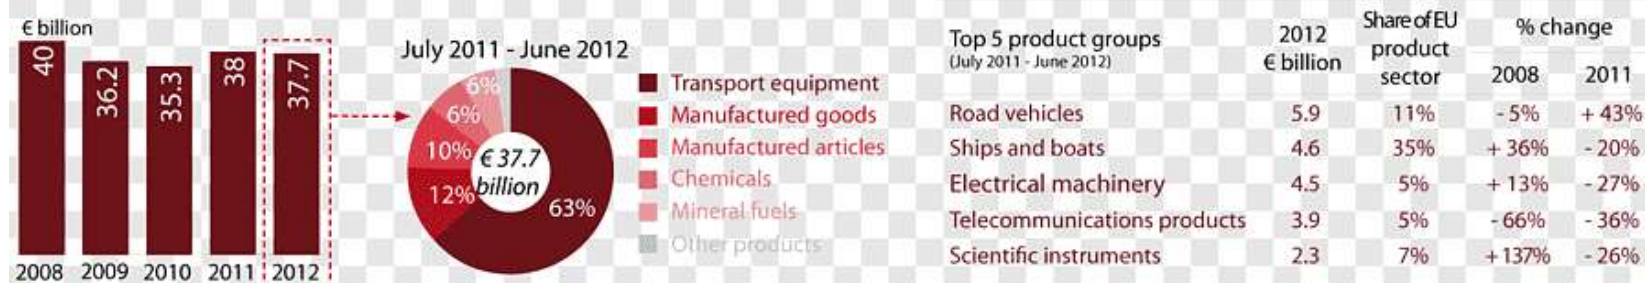 € billion
40
36.2
35.3
38
37.7
2008 2009 2010 2011 2012
July 2011 - June 2012
6%
6%
10%
12%
63%
€ 37.7
billion
Transport equipment
Manufactured goods
Manufactured articles
Chemicals
Mineral fuels
Other products
Top 5 product groups
(July 2011 - June 2012)
2012
€ billion
Share of EU
product
sector
% change
2008 2011
Road vehicles 5.9 11% - 5% + 43%
Ships and boats 4.6 35% + 36% - 20%
Electrical machinery 4.5 5% + 13% - 27%
Telecommunications products 3.9 5% - 66% - 36%
Scientific instruments 2.3 7% + 137% - 26%